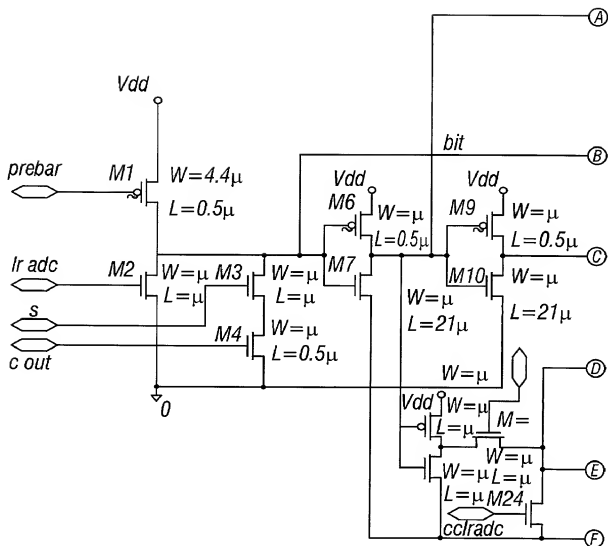 A
Vdd
bit
B
prebar
M1
W=4.4μ
L=0.5μ
Vdd
M6
W=μ
L=0.5μ
Vdd
M9
W=μ
L=0.5μ
C
lr adc
M2
W=μ
L=μ
M3
W=μ
L=μ
M7
W=μ
L=21μ
M10
W=μ
L=21μ
s
c out
M4
W=μ
L=0.5μ
W=μ
0
D
Vdd
W=μ
L=μ
M=
W=μ
L=μ
E
W=μ
L=μ
M24
cclradc
F